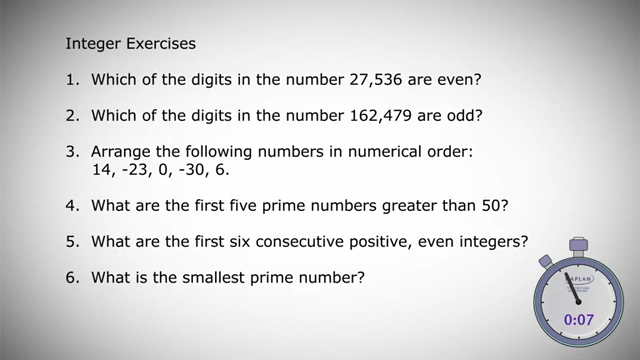 Integer Exercises
1. Which of the digits in the number 27,536 are even?
2. Which of the digits in the number 162,479 are odd?
3. Arrange the following numbers in numerical order:
14, -23, 0, -30, 6.
4. What are the first five prime numbers greater than 50?
5. What are the first six consecutive positive, even integers?
6. What is the smallest prime number?
KAPLAN
0:07